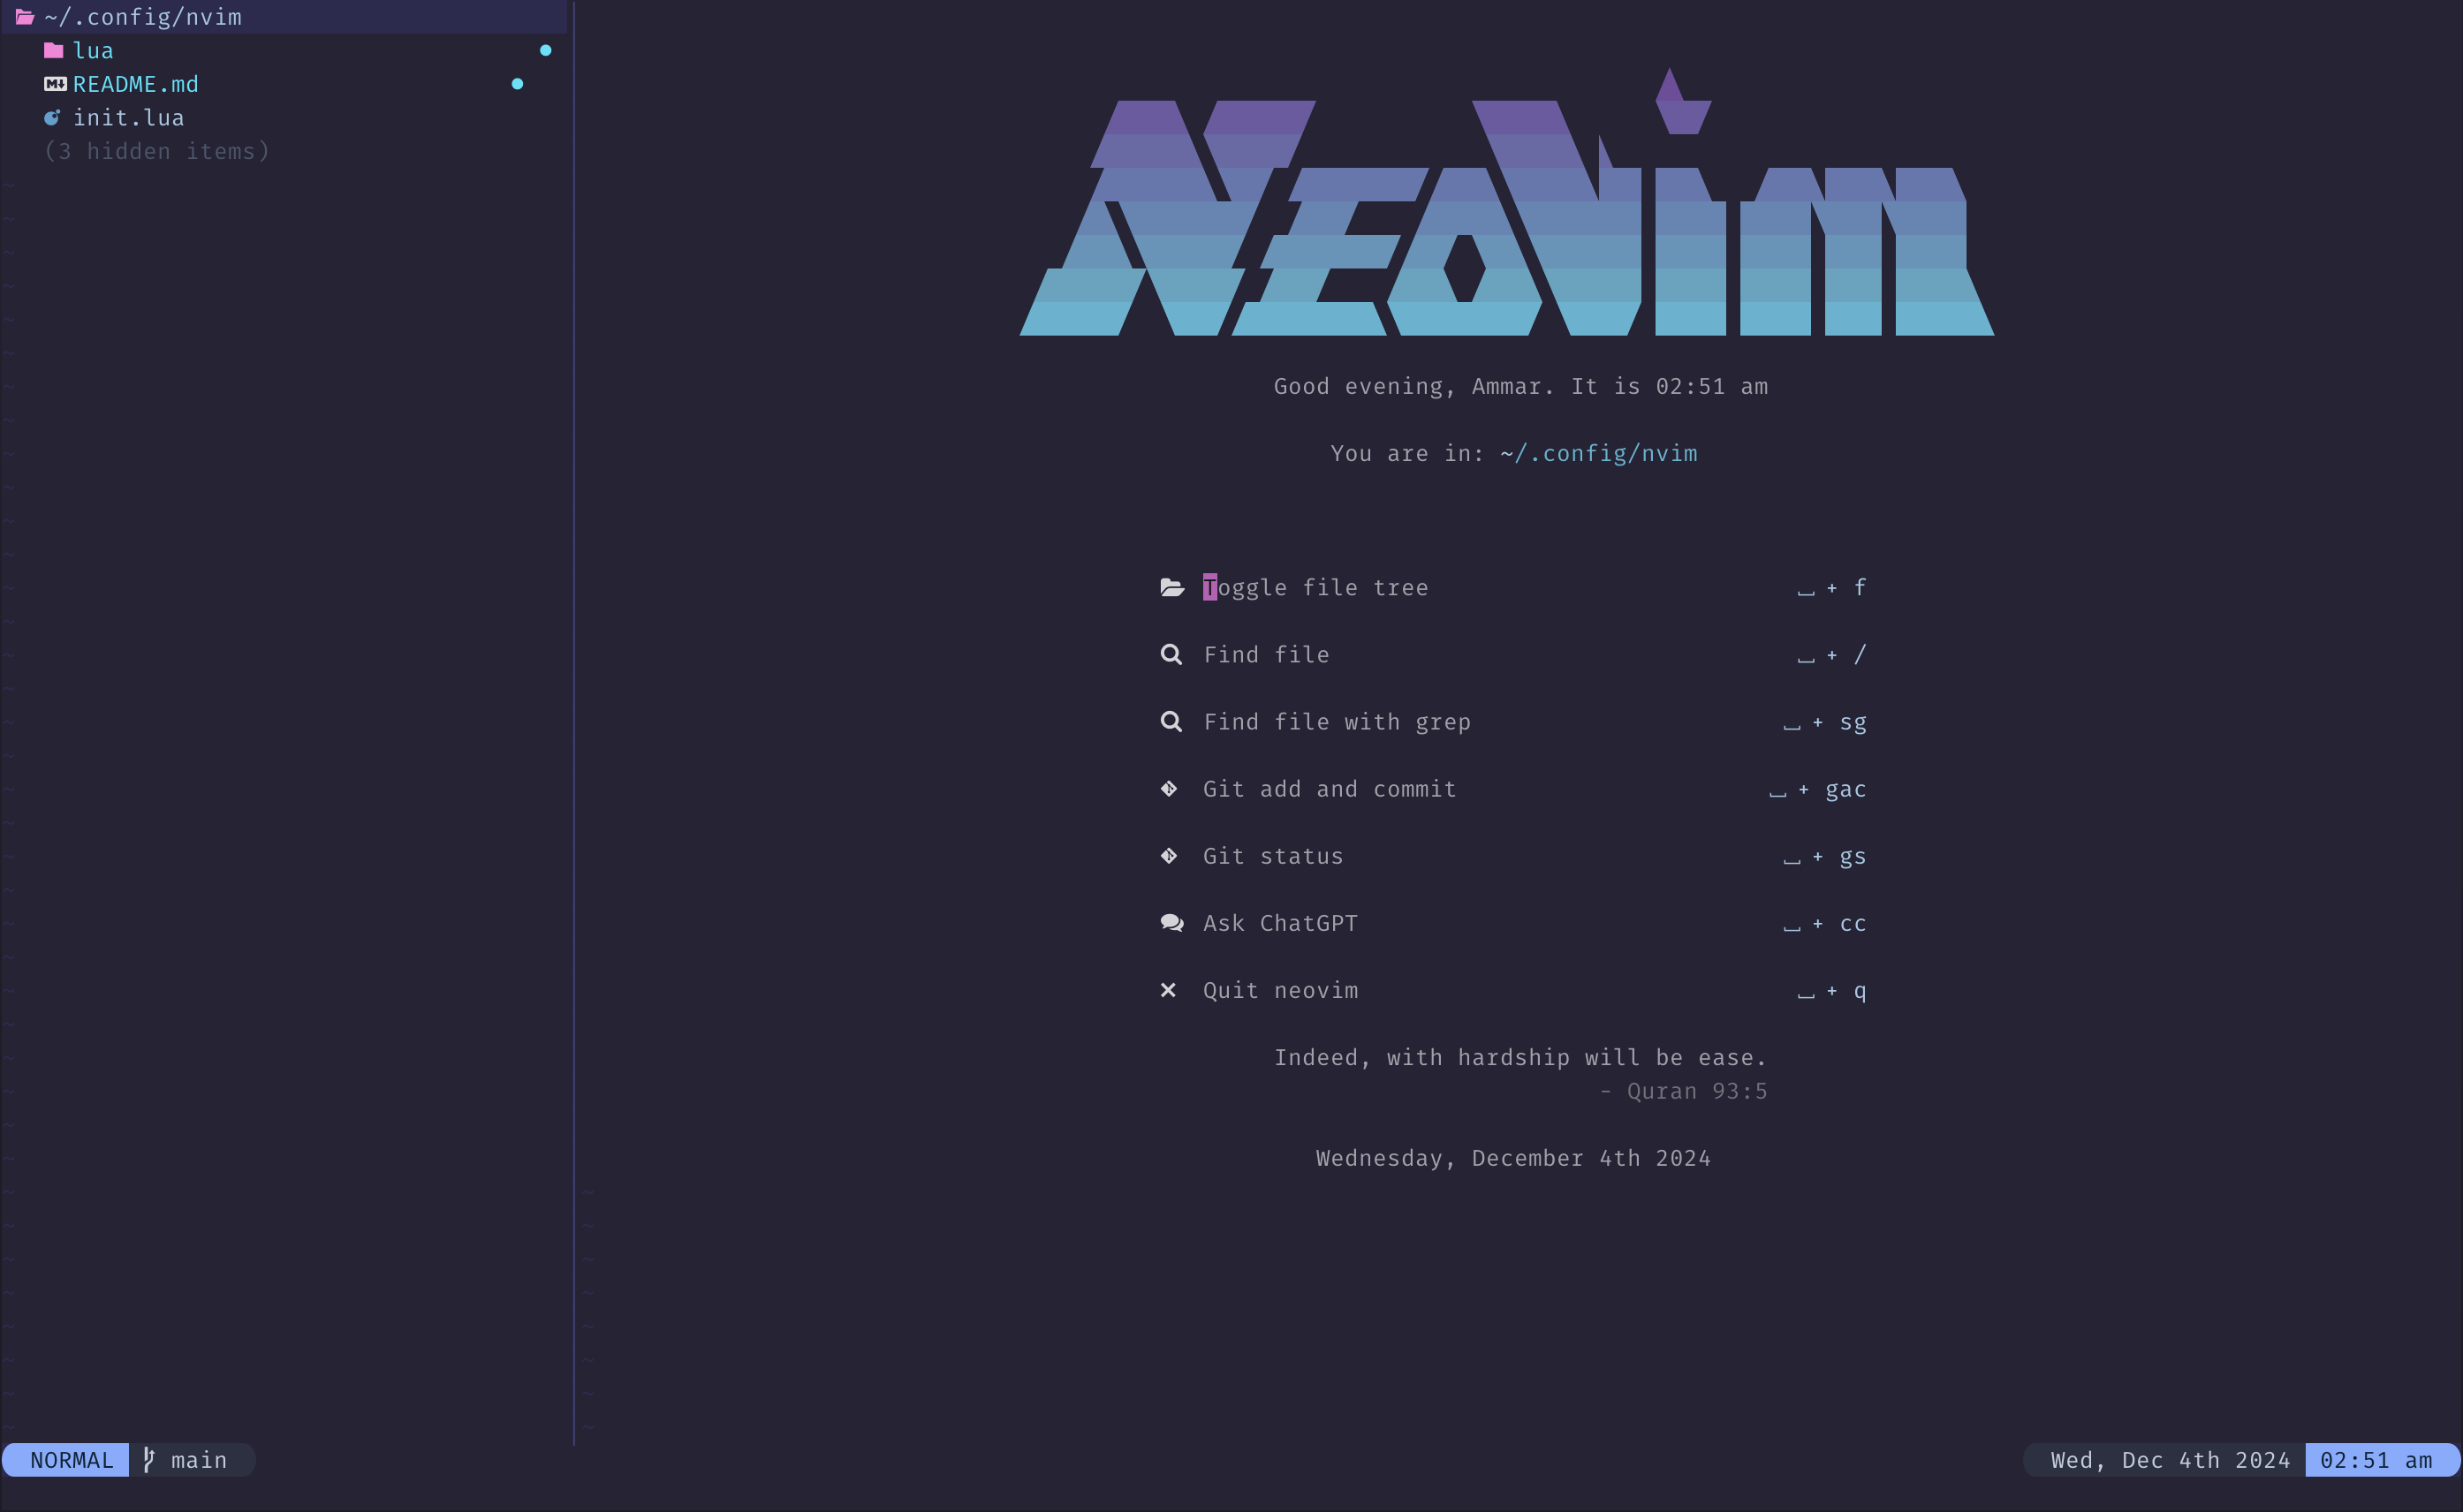 ~/.config/nvim
lua
README.md
init.lua
(3 hidden items)
Neovim
Good evening, Ammar. It is 02:51 am
You are in: ~/.config/nvim
Toggle file tree ⎵ + f
Find file ⎵ + /
Find file with grep ⎵ + sg
Git add and commit ⎵ + gac
Git status ⎵ + gs
Ask ChatGPT ⎵ + cc
Quit neovim ⎵ + q
Indeed, with hardship will be ease.
- Quran 93:5
Wednesday, December 4th 2024
NORMAL main Wed, Dec 4th 2024 02:51 am